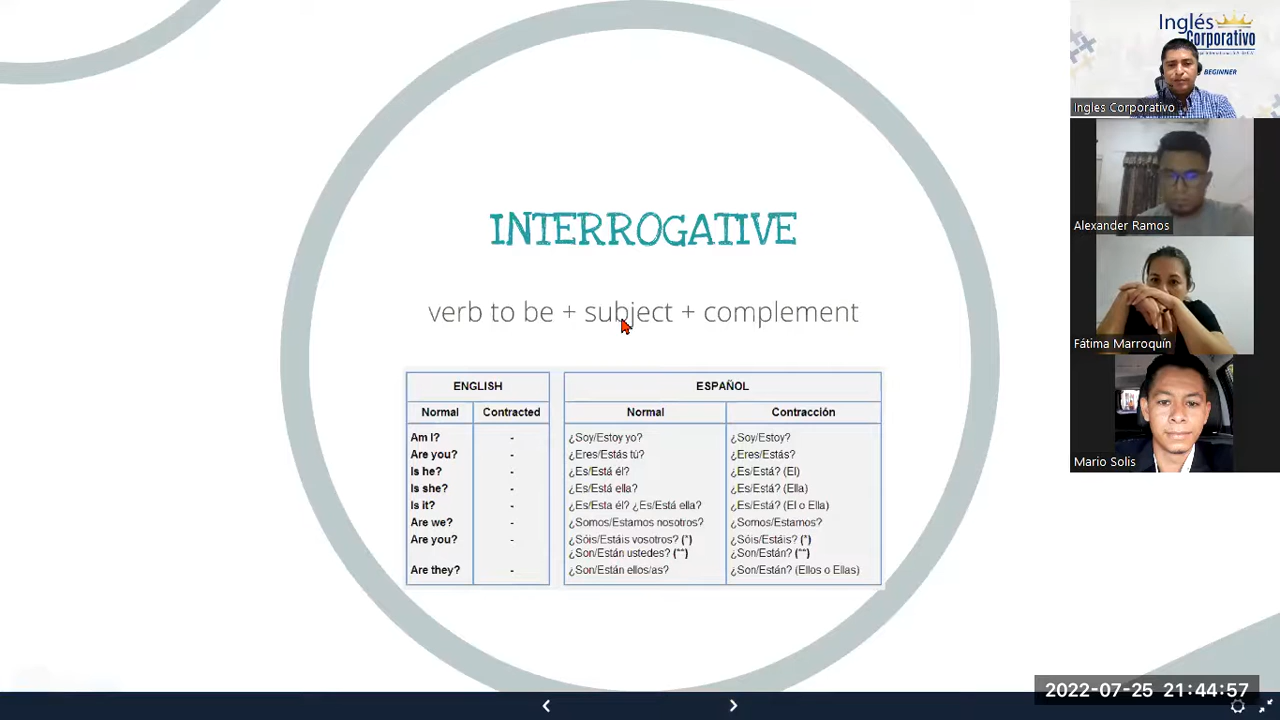 INTERROGATIVE
verb to be + subject + complement
ENGLISH
Normal Contracted
Am I? -
Are you? -
Is he? -
Is she? -
Is it? -
Are we? -
Are you? -
Are they? -
ESPAÑOL
Normal Contracción
¿Soy/Estoy yo? ¿Soy/Estoy?
¿Eres/Estás tú? ¿Eres/Estás?
¿Es/Está él? ¿Es/Está? (El)
¿Es/Está ella? ¿Es/Está? (Ella)
¿Es/Esta él? ¿Es/Está ella? ¿Es/Está? (El o Ella)
¿Somos/Estamos nosotros? ¿Somos/Estamos?
¿Sóis/Estáis vosotros? (*) ¿Sóis/Estáis? (*)
¿Son/Están ustedes? (**) ¿Son/Están? (**)
¿Son/Están ellos/as? ¿Son/Están? (Ellos o Ellas)
Inglés
Corporativo
BEGINNER
Ingles Corporativo
Alexander Ramos
Fátima Marroquín
Mario Solis
2022-07-25 21:44:57